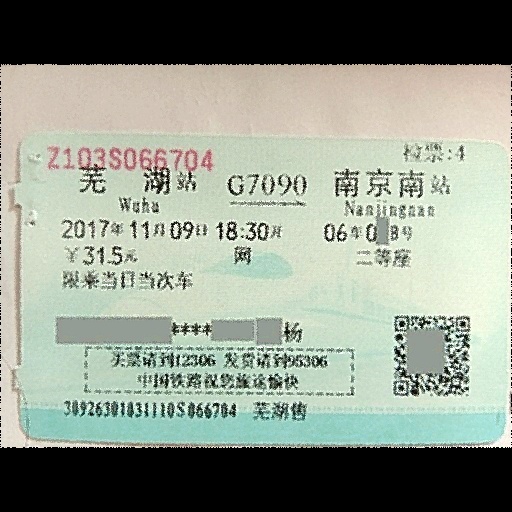 Z103S066704 检票:4
芜湖站 G7090 南京南站
Wuhu Nanjingnan
2017年11月09日 18:30开 06车0 8号
￥31.5元 网 二等座
限乘当日当次车
**** 杨
买票请到12306 发货请到95306
中国铁路祝您旅途愉快
30926301031110S066704 芜湖售